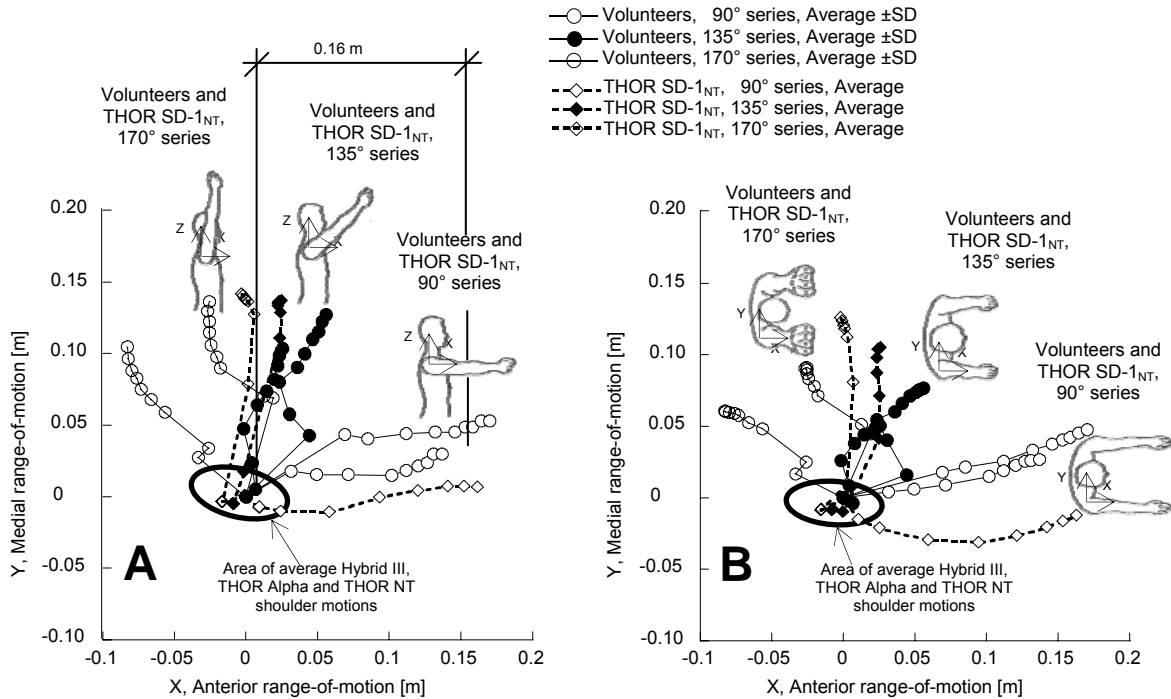 Volunteers, 90° series, Average ±SD
Volunteers, 135° series, Average ±SD
Volunteers, 170° series, Average ±SD
THOR SD-1NT, 90° series, Average
THOR SD-1NT, 135° series, Average
THOR SD-1NT, 170° series, Average
0.16 m
Volunteers and
THOR SD-1NT,
170° series
Volunteers and
THOR SD-1NT,
135° series
Volunteers and
THOR SD-1NT,
90° series
Z
X
Z
X
Z
X
0.20
0.15
0.10
0.05
0
-0.05
-0.10
Y, Medial range-of-motion [m]
A
Area of average Hybrid III,
THOR Alpha and THOR NT
shoulder motions
-0.1
-0.05
0
0.05
0.10
0.15
0.2
X, Anterior range-of-motion [m]
Volunteers and
THOR SD-1NT,
170° series
Volunteers and
THOR SD-1NT,
135° series
Volunteers and
THOR SD-1NT,
90° series
Y
X
Y
X
Y
X
0.20
0.15
0.10
0.05
0
-0.05
-0.10
Y, Medial range-of-motion [m]
B
Area of average Hybrid III,
THOR Alpha and THOR NT
shoulder motions
-0.1
-0.05
0
0.05
0.10
0.15
0.2
X, Anterior range-of-motion [m]